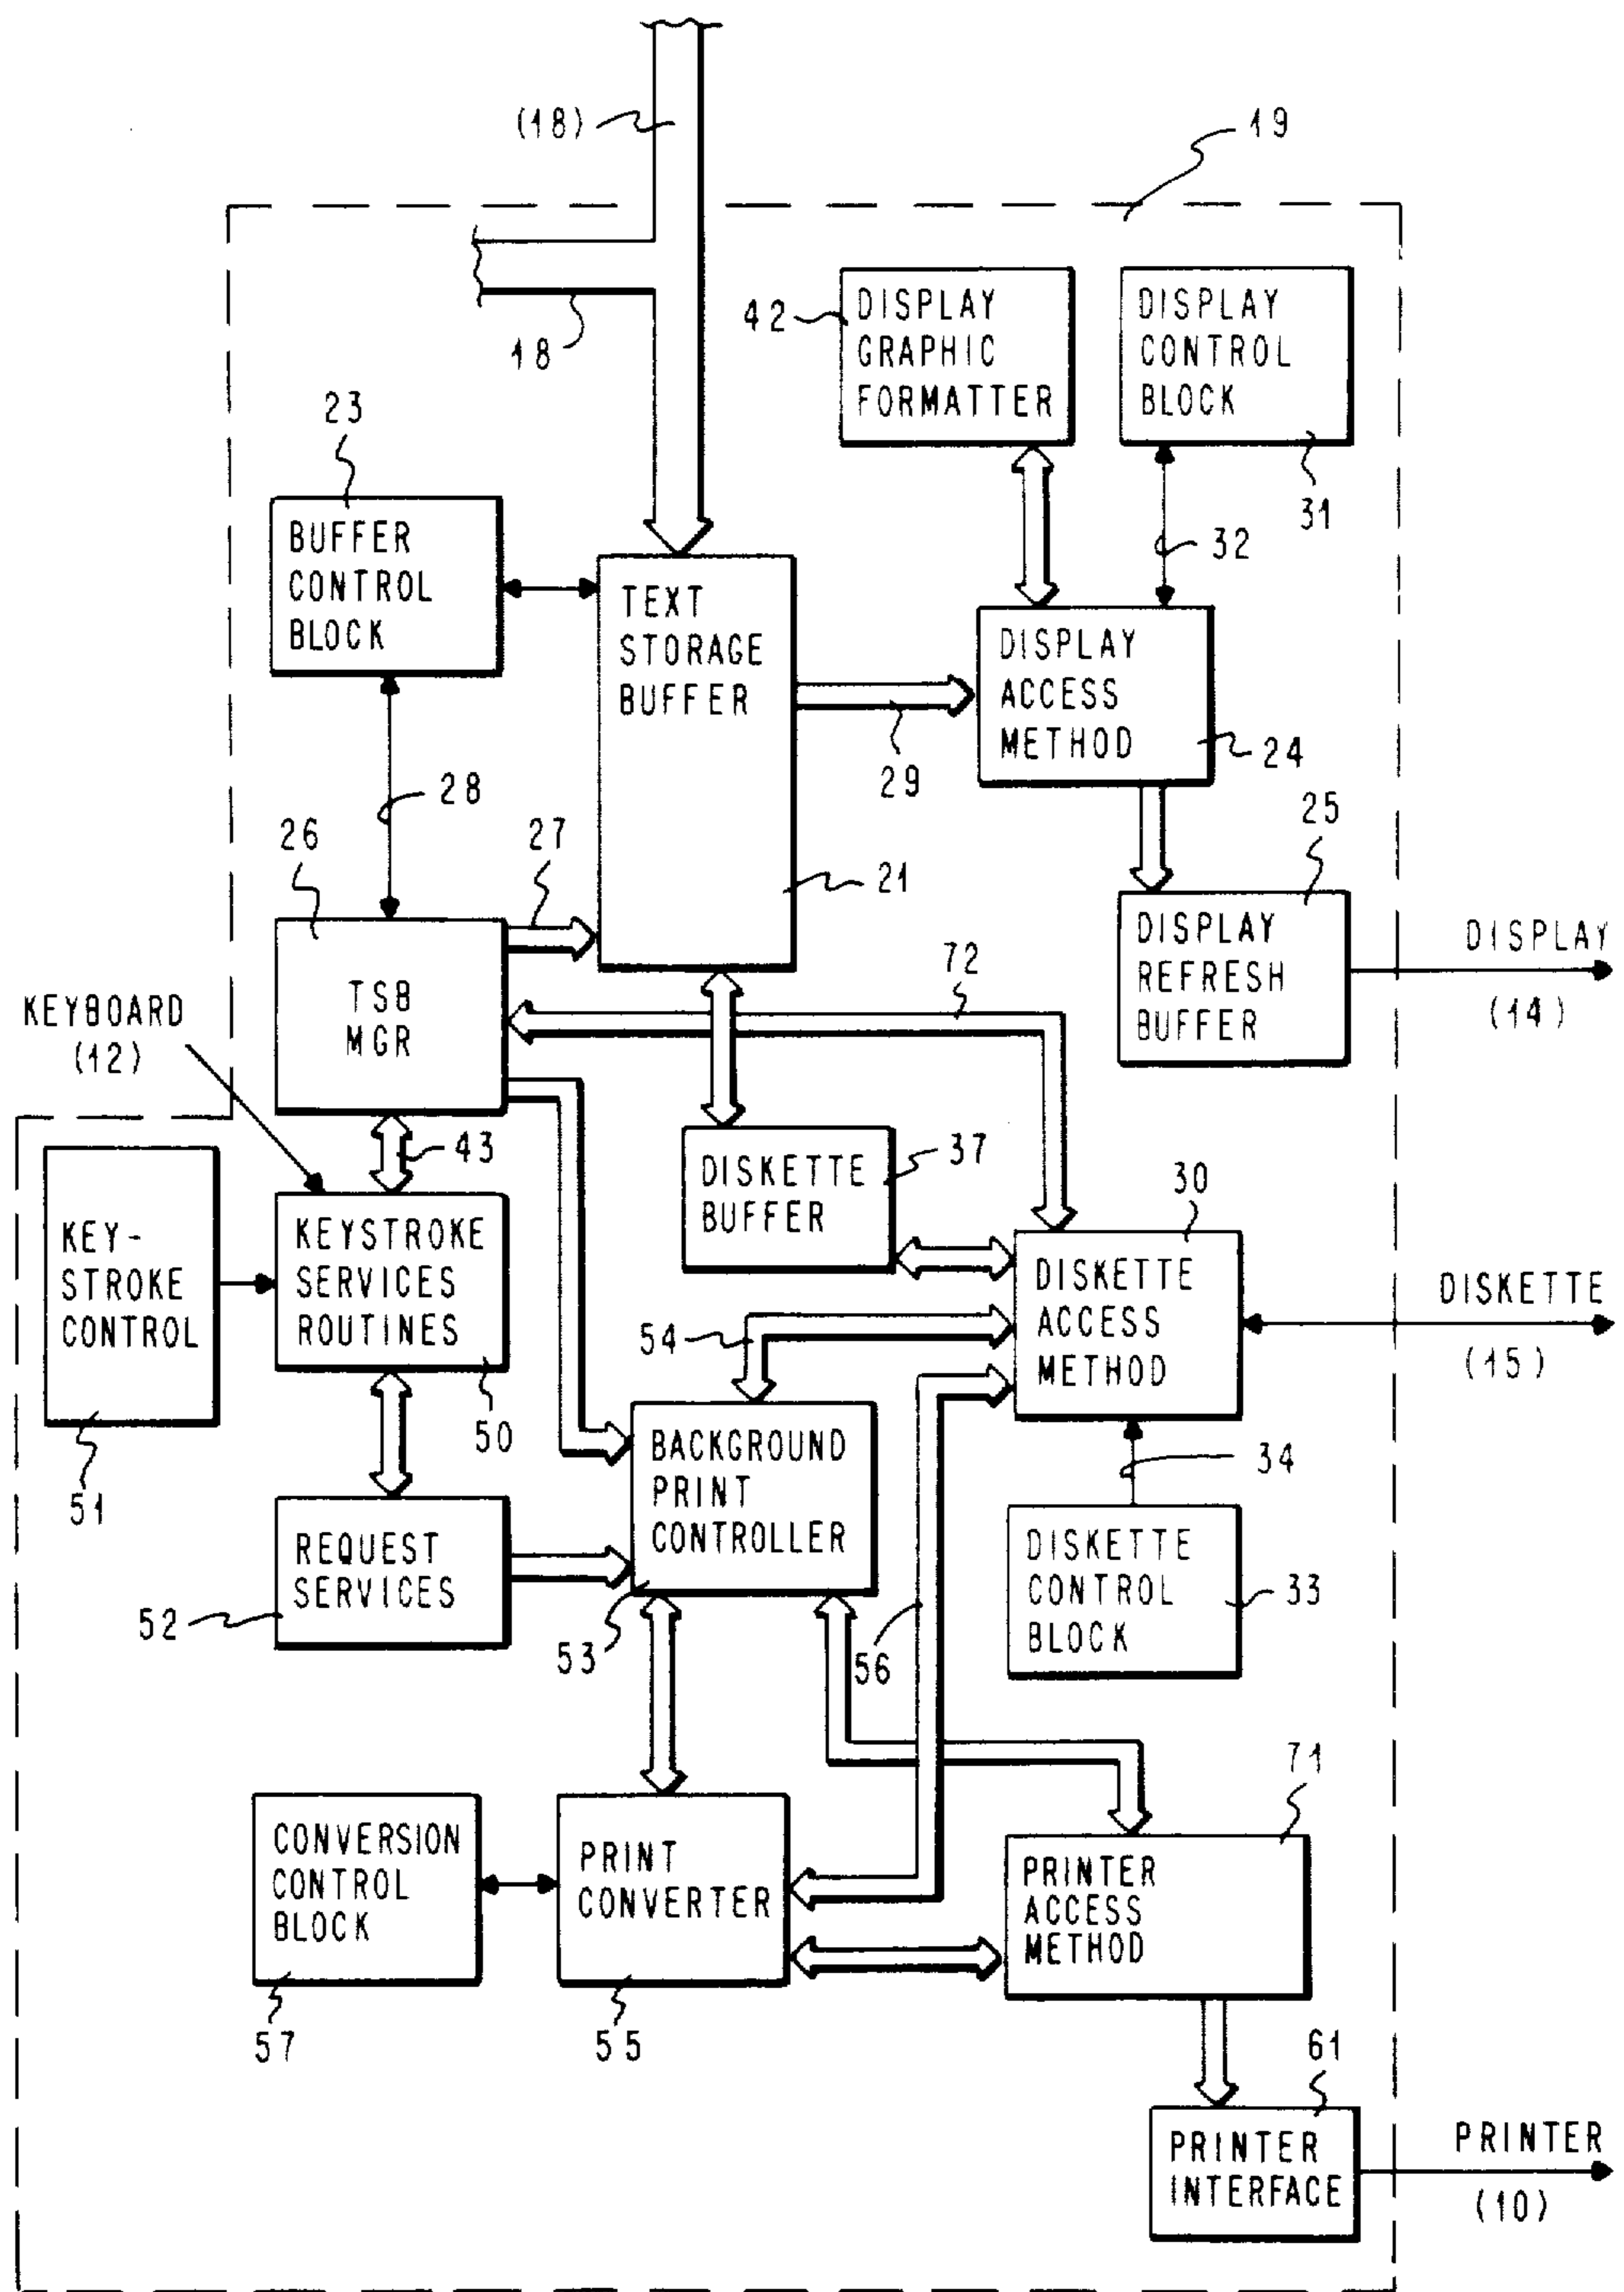 (18)
19
18
42
DISPLAY
GRAPHIC
FORMATTER
DISPLAY
CONTROL
BLOCK
31
23
BUFFER
CONTROL
BLOCK
TEXT
STORAGE
BUFFER
32
DISPLAY
ACCESS
METHOD
24
29
28
26
27
21
25
DISPLAY
REFRESH
BUFFER
DISPLAY
(14)
TSB
MGR
72
KEYBOARD
(12)
43
DISKETTE
BUFFER
37
30
KEY-
STROKE
CONTROL
51
KEYSTROKE
SERVICES
ROUTINES
50
DISKETTE
ACCESS
METHOD
DISKETTE
(15)
54
BACKGROUND
PRINT
CONTROLLER
53
34
REQUEST
SERVICES
52
DISKETTE
CONTROL
BLOCK
33
56
71
CONVERSION
CONTROL
BLOCK
57
PRINT
CONVERTER
55
PRINTER
ACCESS
METHOD
61
PRINTER
INTERFACE
PRINTER
(10)